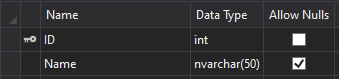 Name Data Type Allow Nulls
ID int
Name nvarchar(50)